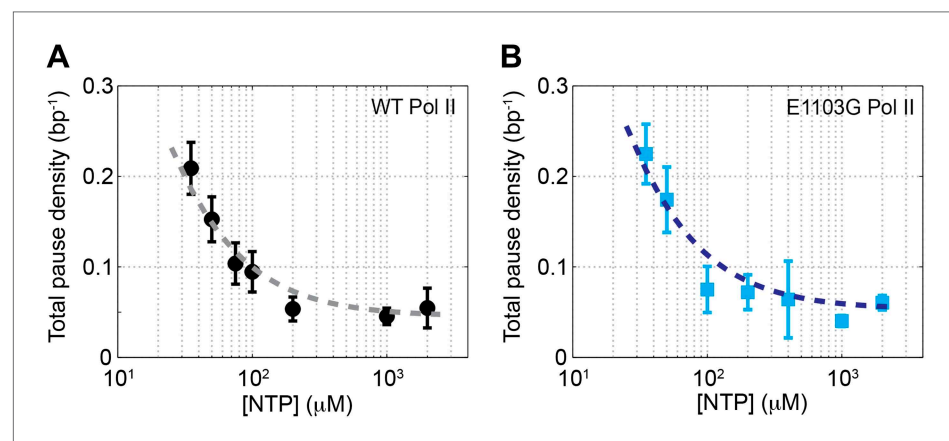 A
B
Total pause density (bp⁻¹)
0.3
0.2
0.1
0
WT Pol II
10¹
10²
10³
[NTP] (μM)
Total pause density (bp⁻¹)
0.3
0.2
0.1
0
E1103G Pol II
10¹
10²
10³
[NTP] (μM)